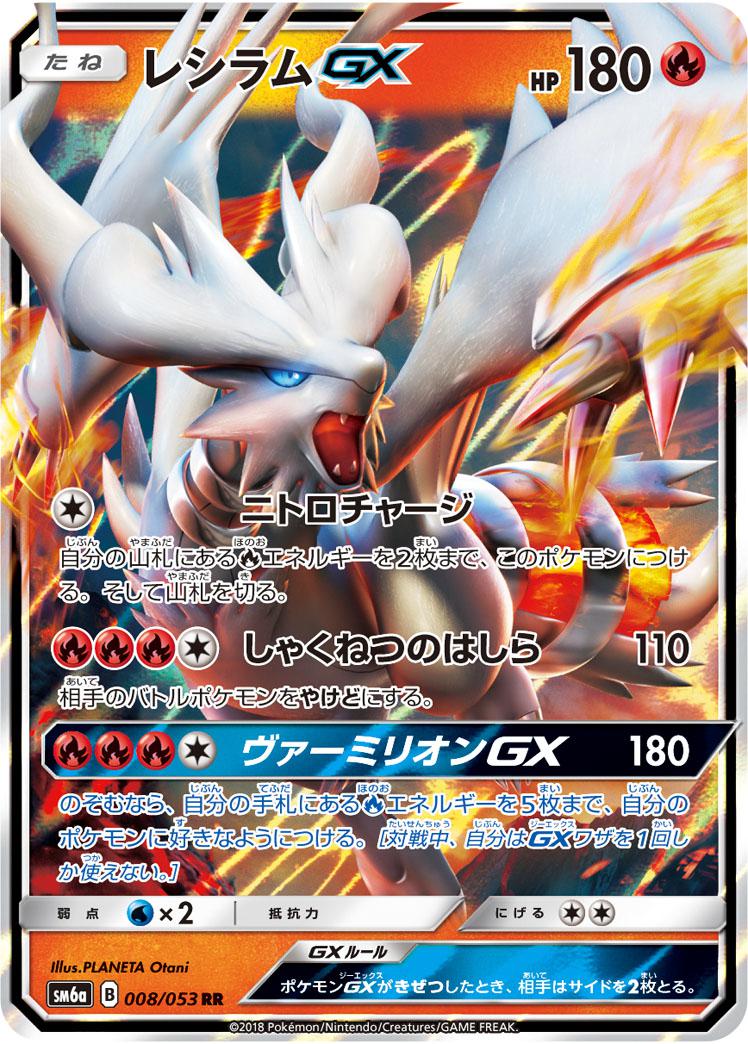 たね レシラムGX HP 180
ニトロチャージ
自分の山札にあるエネルギーを2枚まで、このポケモンにつけ
る。そして山札を切る。
しゃくねつのはしら 110
相手のバトルポケモンをやけどにする。
ヴァーミリオンGX 180
のぞむなら、自分の手札にあるエネルギーを5枚まで、自分の
ポケモンに好きなようにつける。[対戦中、自分はGXワザを1回し
か使えない。]
弱点 ×2 抵抗力 にげる
GXルール
Illus.PLANETA Otani
ポケモンGXがきぜつしたとき、相手はサイドを2枚とる。
SM6a B 008/053 RR
©2018 Pokémon/Nintendo/Creatures/GAME FREAK.